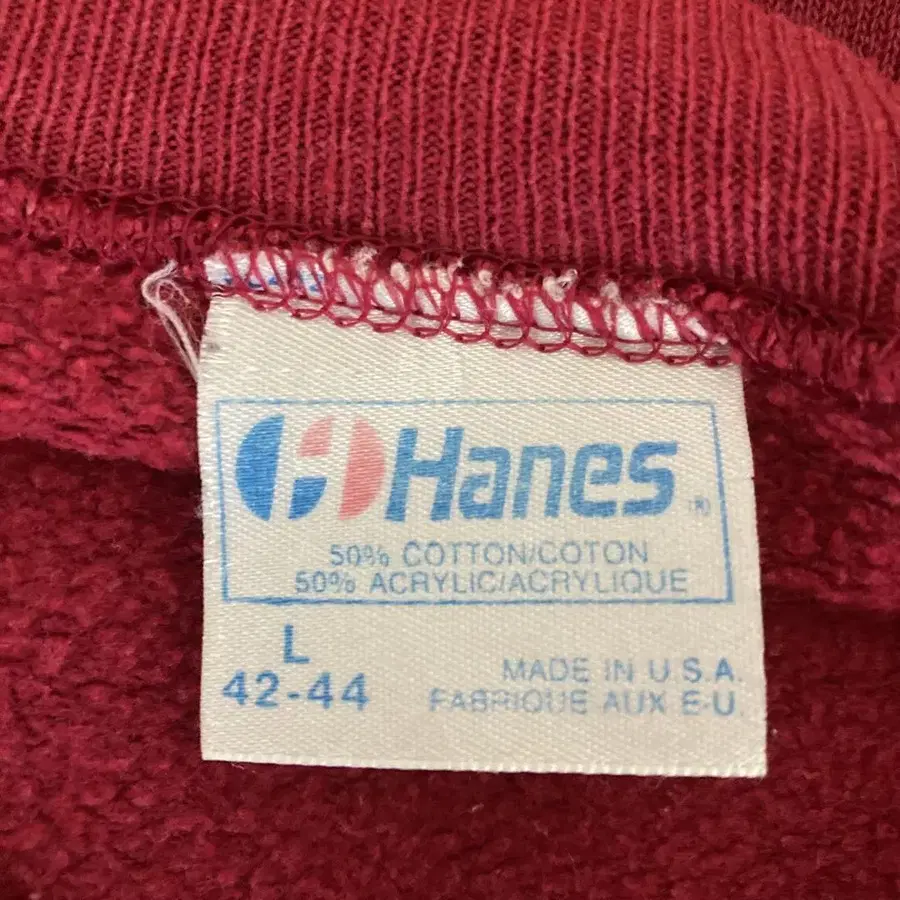 Hanes ®
50% COTTON/COTON
50% ACRYLIC/ACRYLIQUE
L
42-44
MADE IN U.S.A.
FABRIQUE AUX E-U.